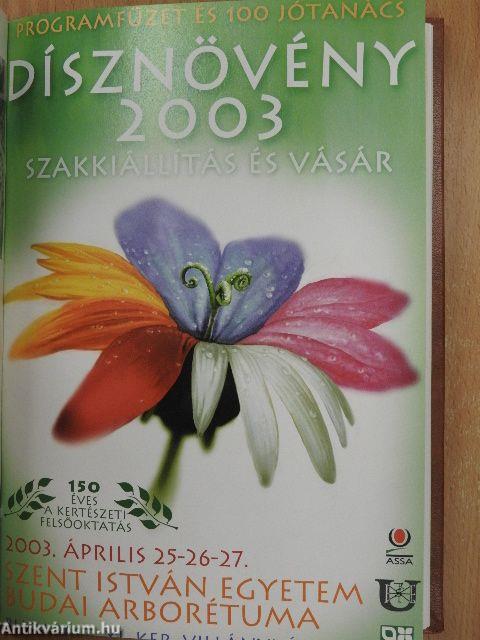 PROGRAMFÜZET ÉS 100 JÓTANÁCS
DÍSZNÖVÉNY
2003
SZAKKIÁLLÍTÁS ÉS VÁSÁR
150
ÉVES
A KERTÉSZETI
FELSŐOKTATÁS
ASSA
2003. ÁPRILIS 25-26-27.
SZENT ISTVÁN EGYETEM
BUDAI ARBORÉTUMA
KER.
Antikvárium.hu